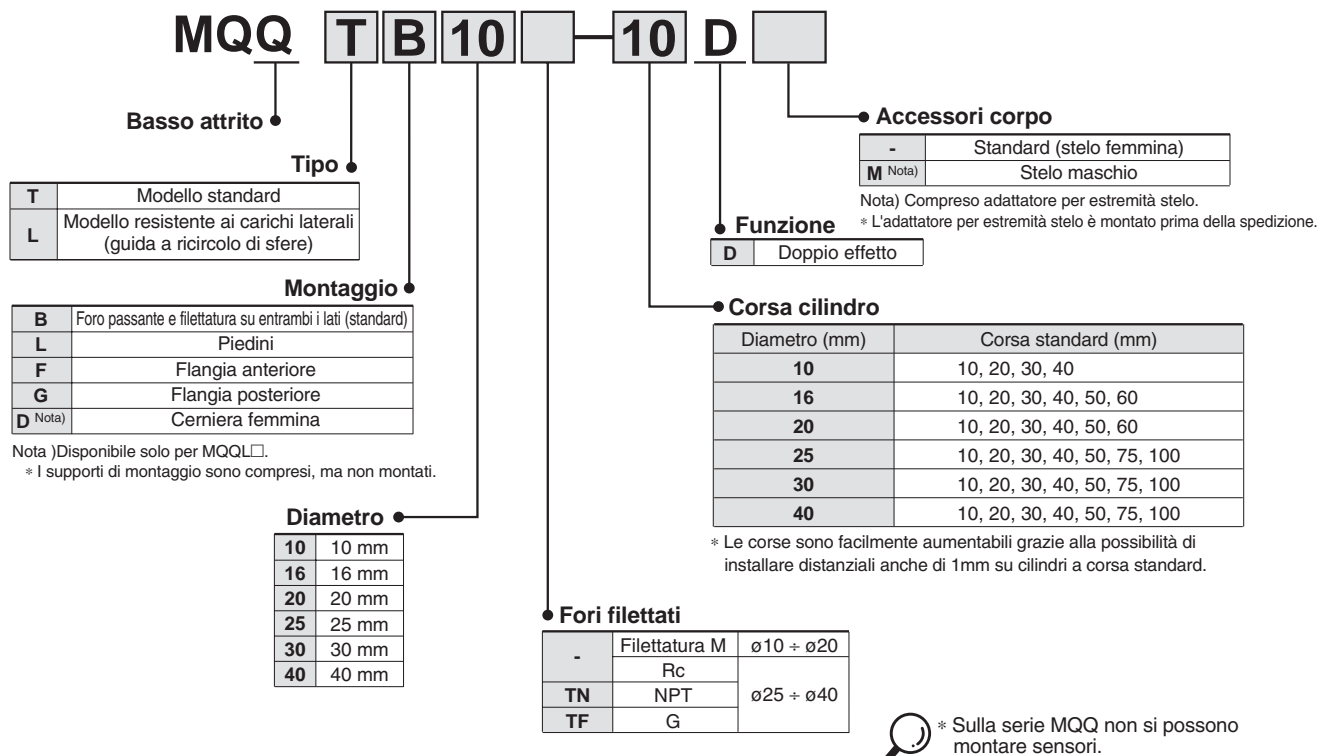 MQQ T B 10 - 10 D
Basso attrito
Tipo
T Modello standard
L Modello resistente ai carichi laterali
(guida a ricircolo di sfere)
Montaggio
B Foro passante e filettatura su entrambi i lati (standard)
L Piedini
F Flangia anteriore
G Flangia posteriore
D Nota) Cerniera femmina
Nota )Disponibile solo per MQQL□.
* I supporti di montaggio sono compresi, ma non montati.
Diametro
10 10 mm
16 16 mm
20 20 mm
25 25 mm
30 30 mm
40 40 mm
Fori filettati
- Filettatura M ø10 ÷ ø20
Rc
TN NPT ø25 ÷ ø40
TF G
Accessori corpo
- Standard (stelo femmina)
M Nota) Stelo maschio
Nota) Compreso adattatore per estremità stelo.
* L'adattatore per estremità stelo è montato prima della spedizione.
Funzione
D Doppio effetto
Corsa cilindro
Diametro (mm) Corsa standard (mm)
10 10, 20, 30, 40
16 10, 20, 30, 40, 50, 60
20 10, 20, 30, 40, 50, 60
25 10, 20, 30, 40, 50, 75, 100
30 10, 20, 30, 40, 50, 75, 100
40 10, 20, 30, 40, 50, 75, 100
* Le corse sono facilmente aumentabili grazie alla possibilità di
installare distanziali anche di 1mm su cilindri a corsa standard.
* Sulla serie MQQ non si possono
montare sensori.